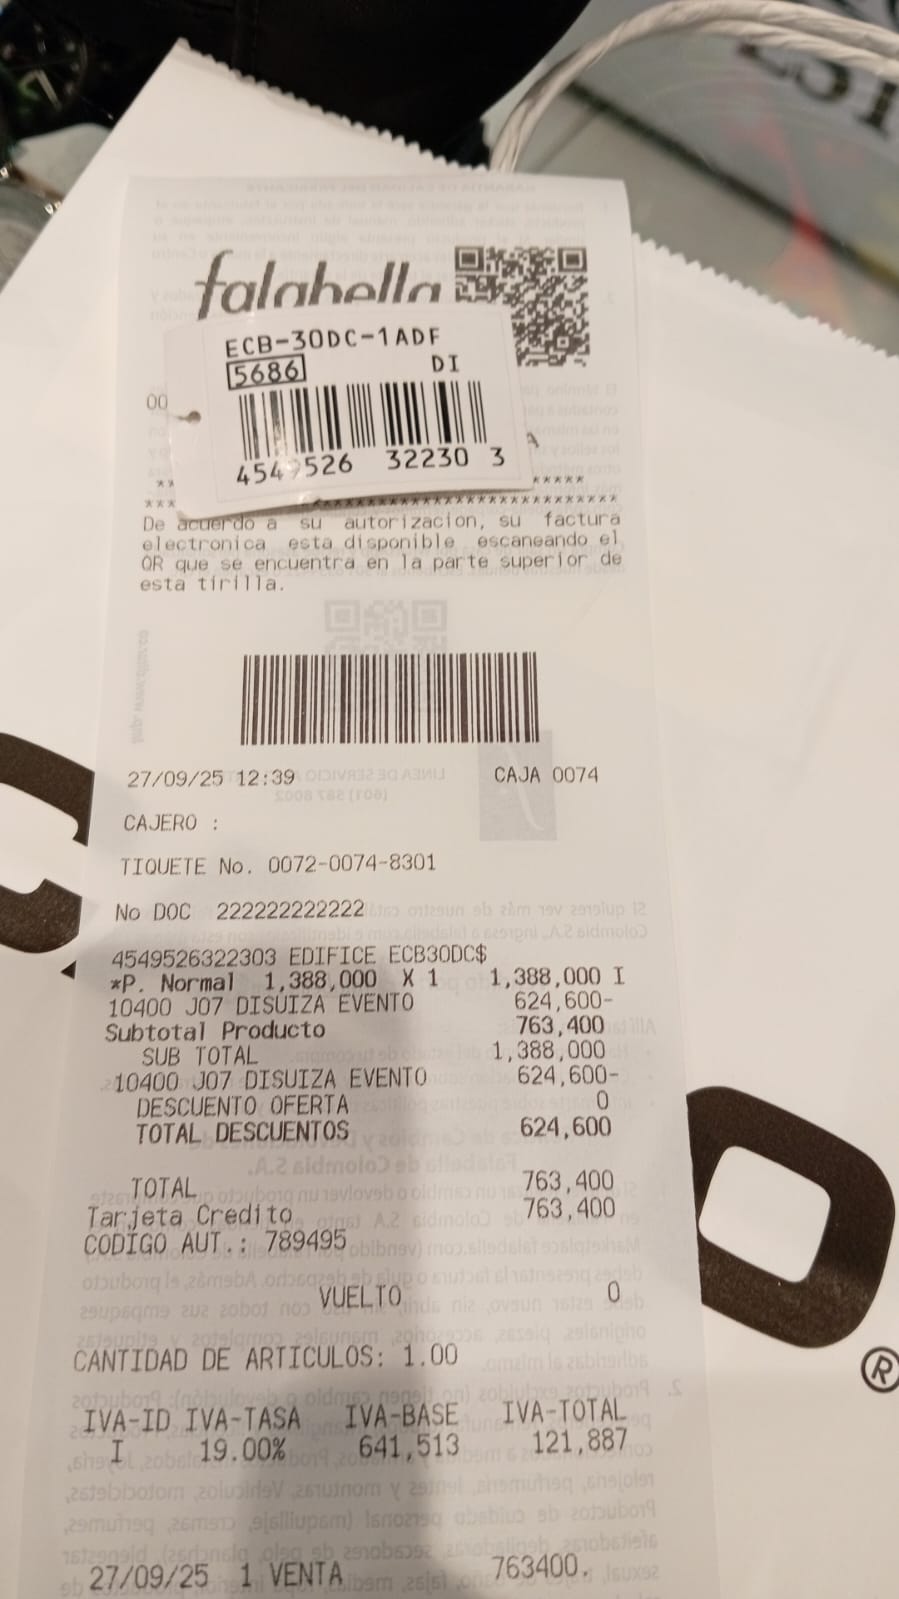 falabella
ECB-30DC-1ADF
5686 DI
00
4549526 32230 3
A
** *****
*** **************************
De acuerdo a su autorizacion, su factura
electronica esta disponible escaneando el
QR que se encuentra en la parte superior de
esta tirilla.
27/09/25 12:39 CAJA 0074
CAJERO :
TIQUETE No. 0072-0074-8301
No DOC 222222222222
4549526322303 EDIFICE ECB30DC$
*P. Normal 1,388,000 X 1 1,388,000 I
10400 J07 DISUIZA EVENTO 624,600-
Subtotal Producto 763,400
SUB TOTAL 1,388,000
10400 J07 DISUIZA EVENTO 624,600-
DESCUENTO OFERTA 0
TOTAL DESCUENTOS 624,600
TOTAL 763,400
Tarjeta Credito 763,400
CODIGO AUT.: 789495
VUELTO 0
CANTIDAD DE ARTICULOS: 1.00
IVA-ID IVA-TASA IVA-BASE IVA-TOTAL
I 19.00% 641,513 121,887
27/09/25 1 VENTA 763400.
O
®